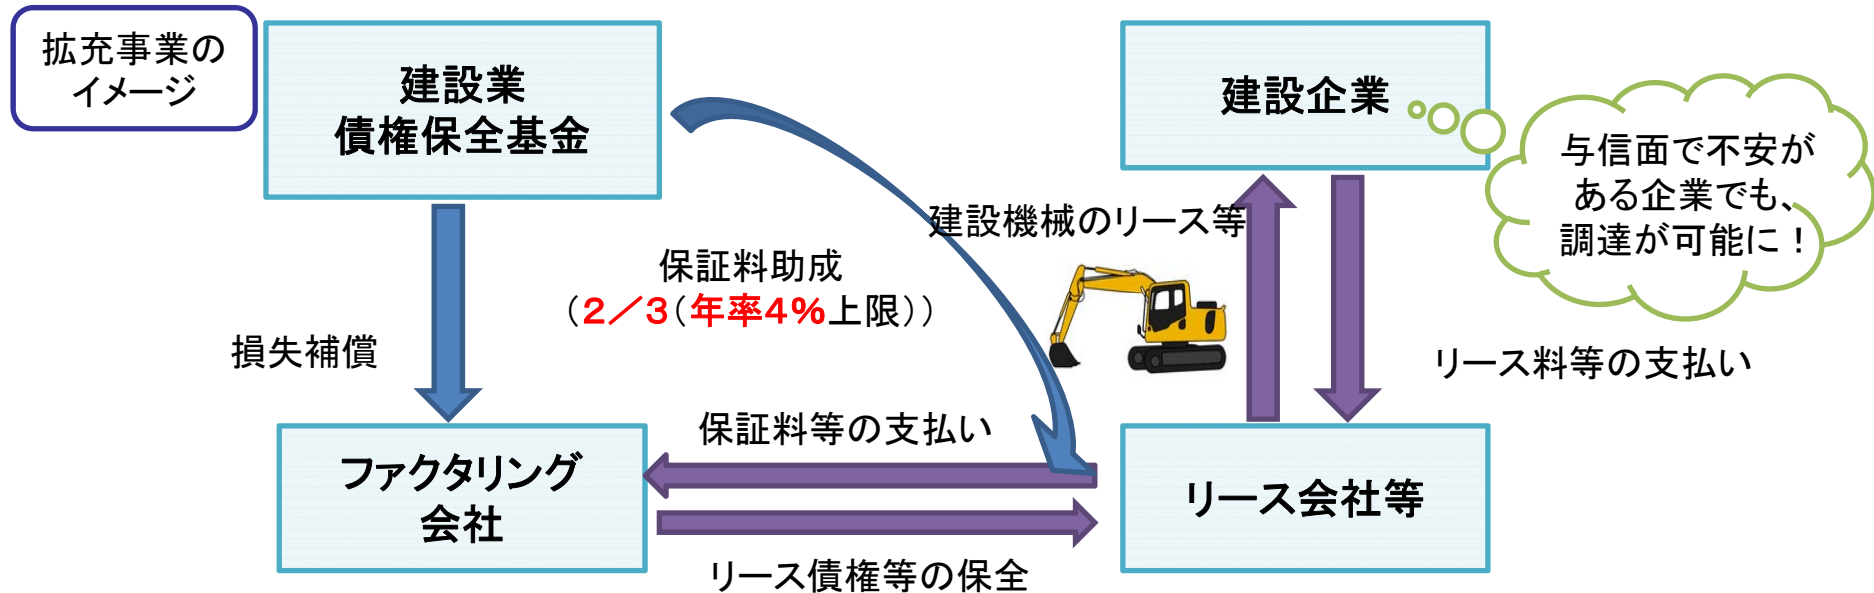 拡充事業の
イメージ
建設業
債権保全基金
建設企業
与信面で不安が
ある企業でも、
調達が可能に！
建設機械のリース等
保証料助成
（２／３（年率4%上限））
損失補償
リース料等の支払い
保証料等の支払い
ファクタリング
会社
リース会社等
リース債権等の保全